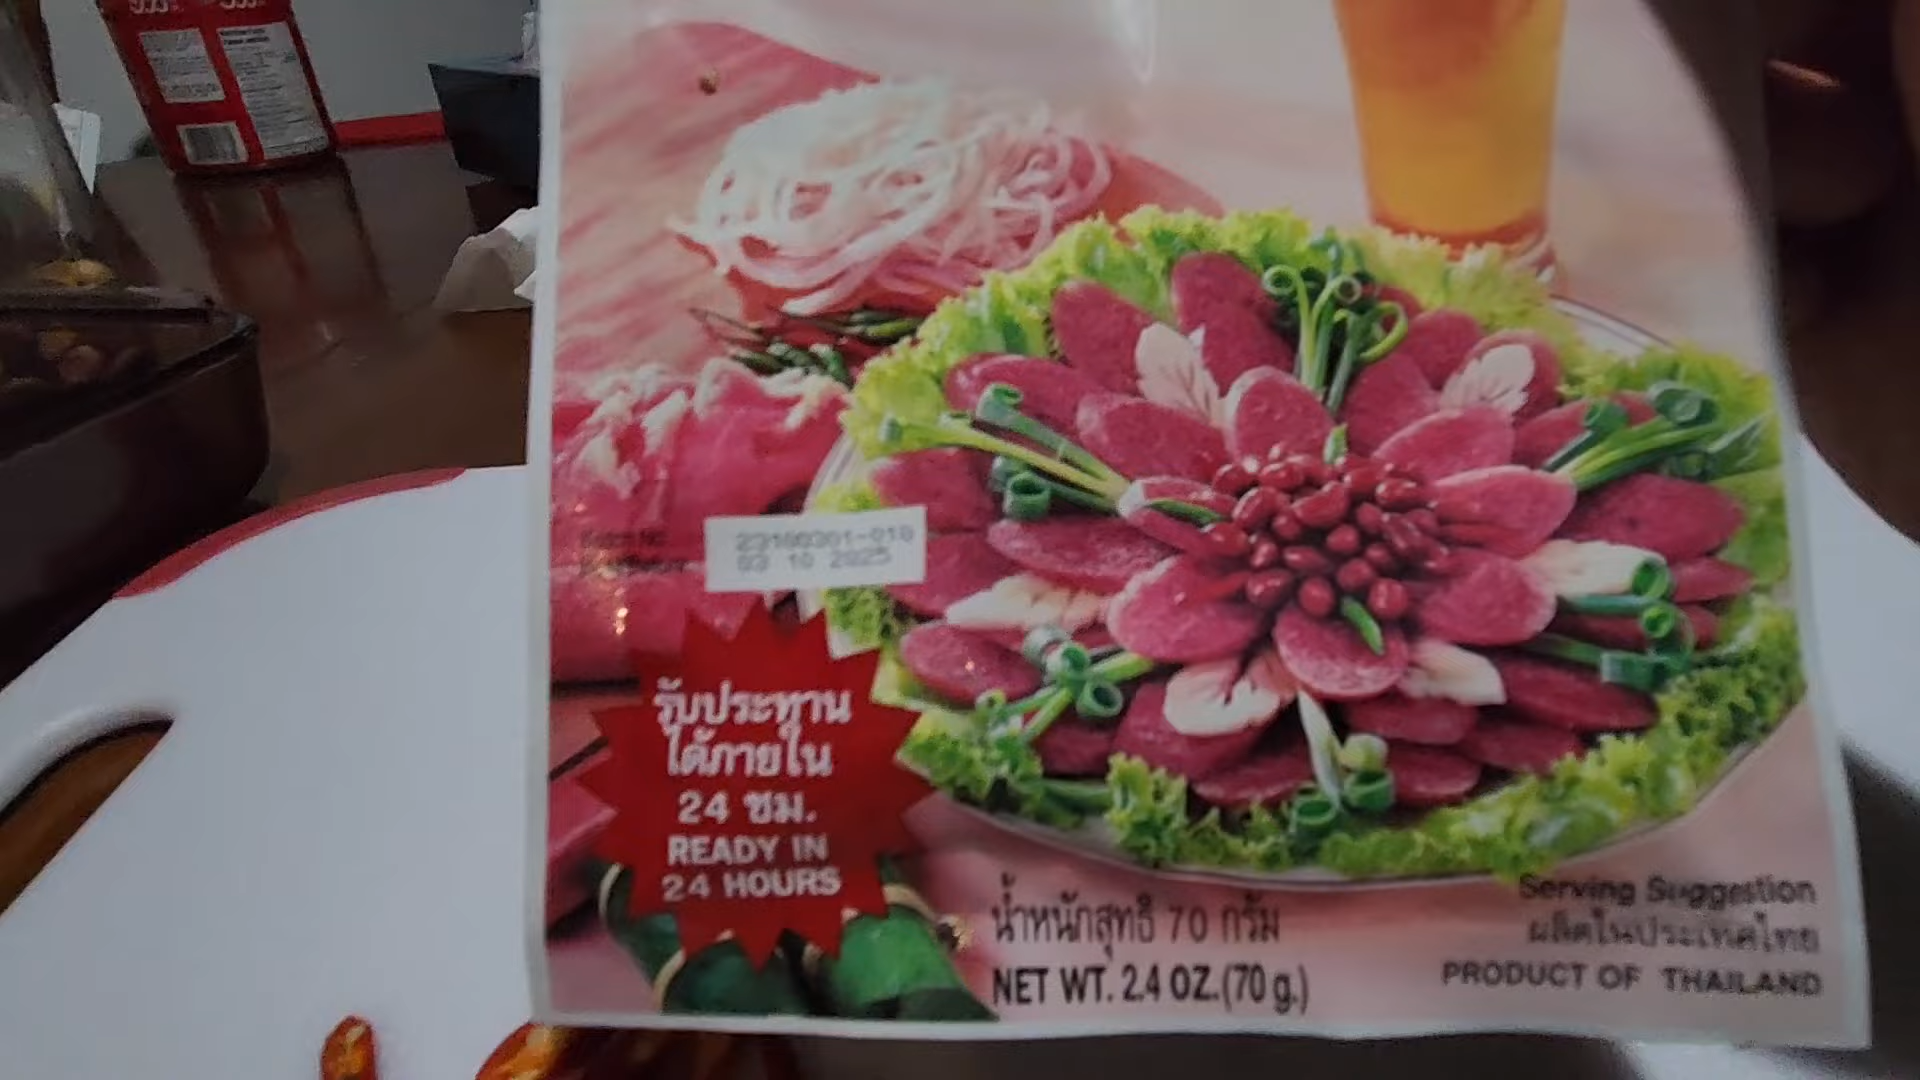 23100301-010
03 10 2025
รับประทาน
ได้ภายใน
24 ชม.
READY IN
24 HOURS
น้ำหนักสุทธิ 70 กรัม
NET WT. 2.4 OZ.(70 g.)
Serving Suggestion
ผลิตในประเทศไทย
PRODUCT OF THAILAND